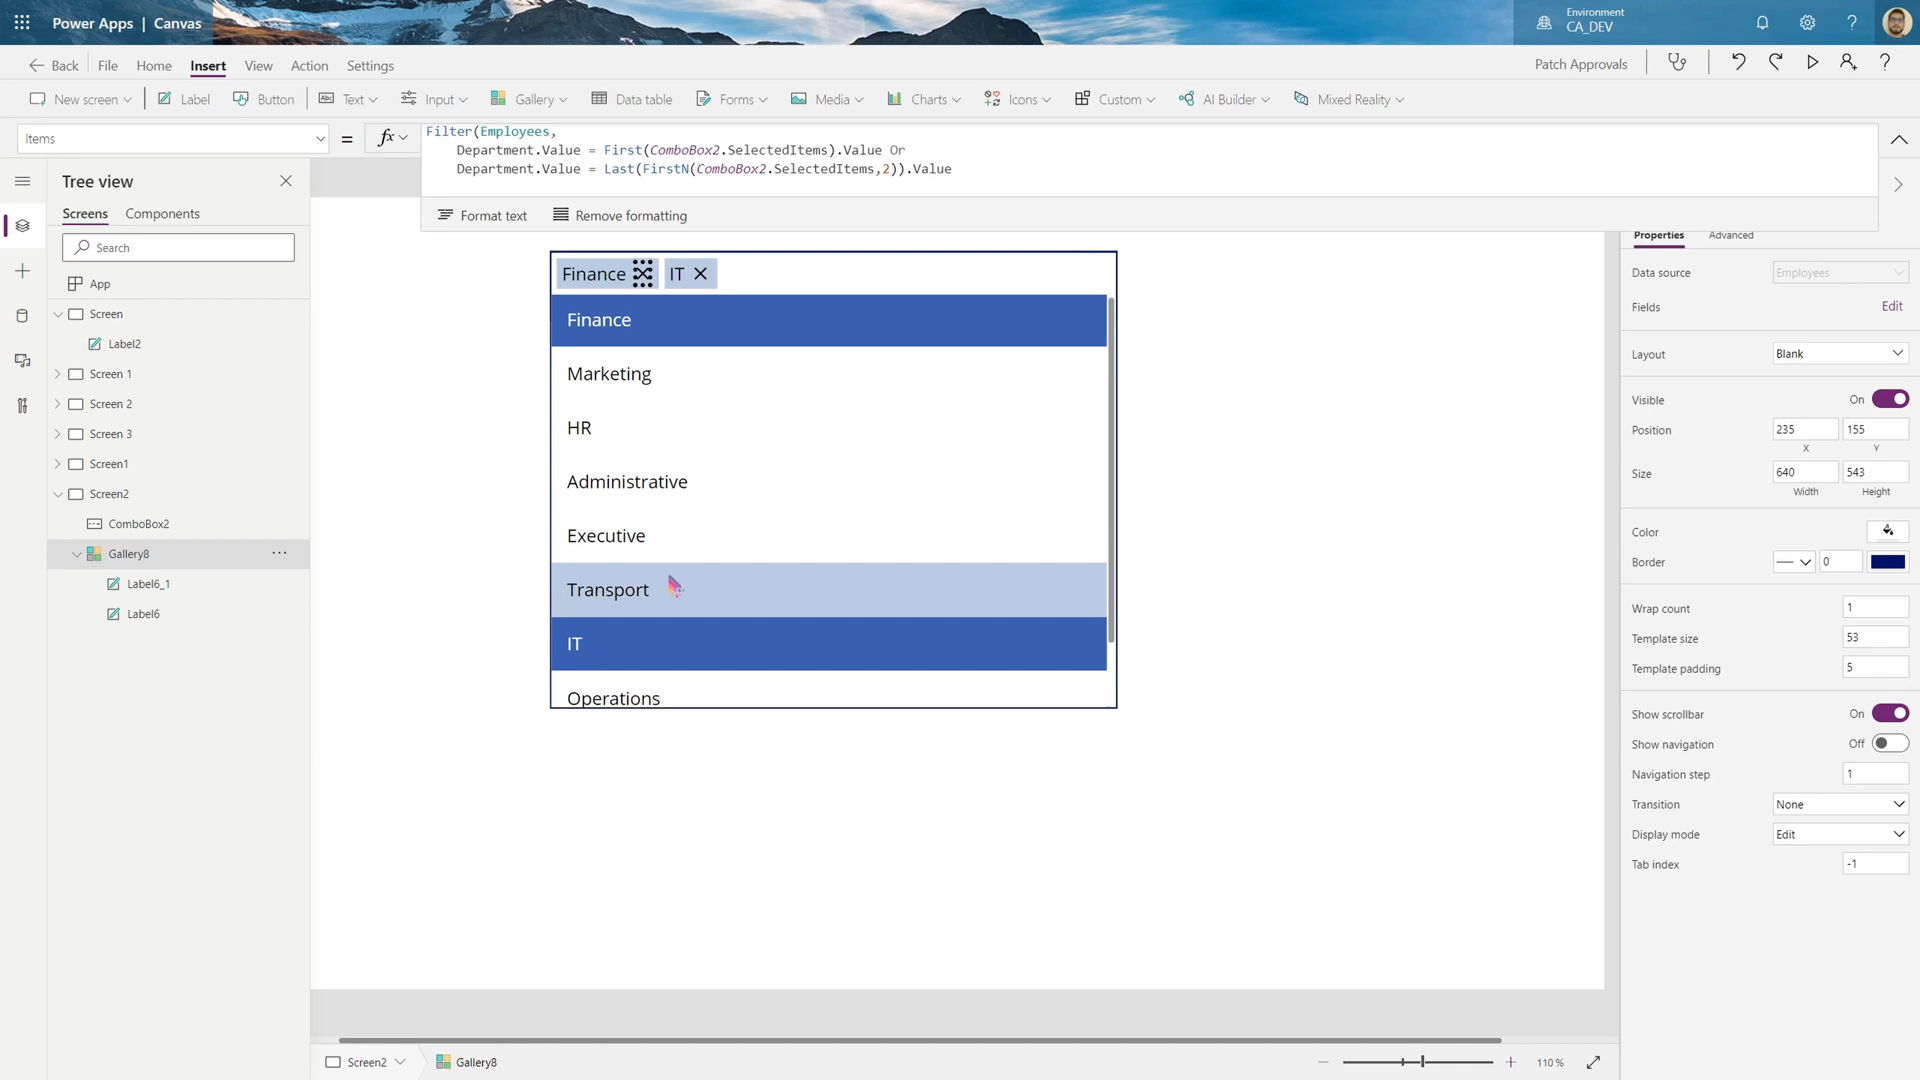 Power Apps | Canvas
Environment
CA_DEV
Back
File
Home
Insert
View
Action
Settings
Patch Approvals
New screen
Label
Button
Text
Input
Gallery
Data table
Forms
Media
Charts
Icons
Custom
AI Builder
Mixed Reality
Items
=
fx
Filter(Employees,
Department.Value = First(ComboBox2.SelectedItems).Value Or
Department.Value = Last(FirstN(ComboBox2.SelectedItems,2)).Value
Format text
Remove formatting
Tree view
Screens
Components
Search
App
Screen
Label2
Screen 1
Screen 2
Screen 3
Screen1
Screen2
ComboBox2
Gallery8
Label6_1
Label6
Finance
IT
Finance
Marketing
HR
Administrative
Executive
Transport
IT
Operations
Properties
Advanced
Data source
Employees
Fields
Edit
Layout
Blank
Visible
On
Position
235
155
X
Y
Size
640
543
Width
Height
Color
Border
0
Wrap count
1
Template size
53
Template padding
5
Show scrollbar
On
Show navigation
Off
Navigation step
1
Transition
None
Display mode
Edit
Tab index
-1
Screen2
Gallery8
110 %